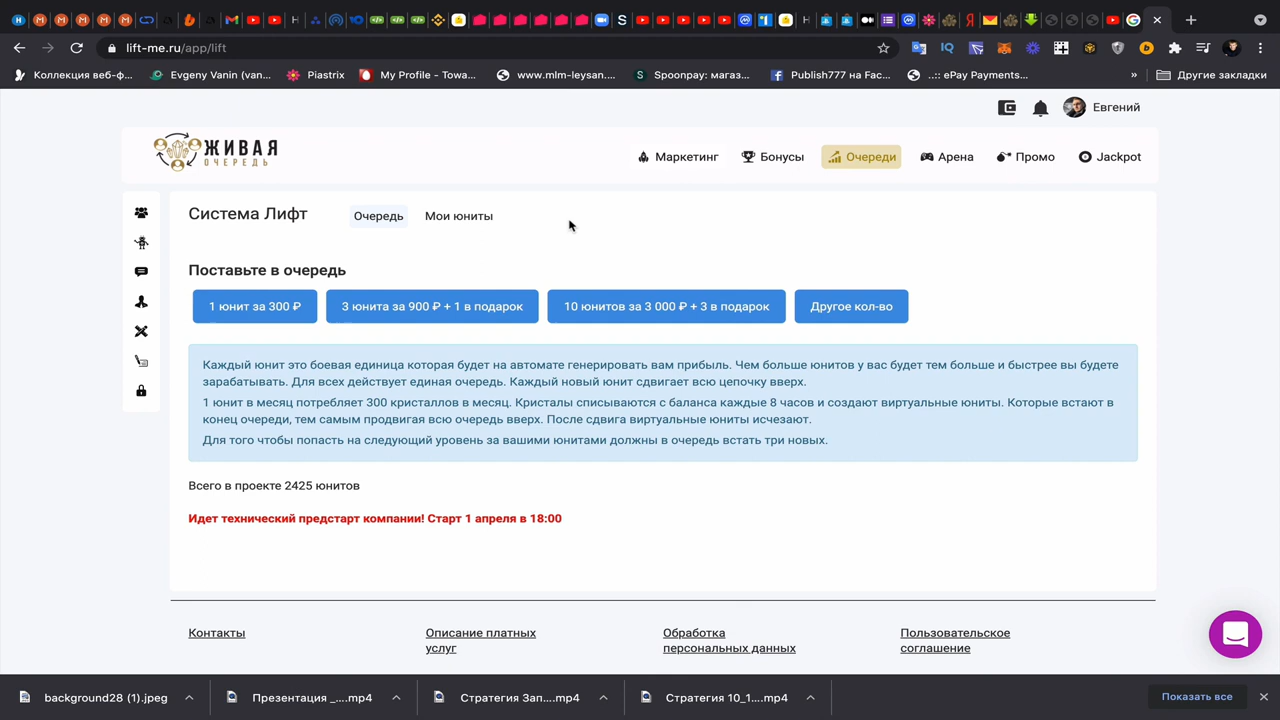 lift-me.ru/app/lift
Коллекция веб-ф... Evgeny Vanin (van... Piastrix My Profile - Towa... www.mlm-leysan.... Spoonpay: магаз... Publish777 на Fac... ..:: ePay Payments... » Другие закладки
Евгений
ЖИВАЯ
ОЧЕРЕДЬ
Маркетинг Бонусы Очереди Арена Промо Jackpot
Система Лифт Очередь Мои юниты
Поставьте в очередь
1 юнит за 300 ₽ 3 юнита за 900 ₽ + 1 в подарок 10 юнитов за 3 000 ₽ + 3 в подарок Другое кол-во
Каждый юнит это боевая единица которая будет на автомате генерировать вам прибыль. Чем больше юнитов у вас будет тем больше и быстрее вы будете
зарабатывать. Для всех действует единая очередь. Каждый новый юнит сдвигает всю цепочку вверх.
1 юнит в месяц потребляет 300 кристаллов в месяц. Кристалы списываются с баланса каждые 8 часов и создают виртуальные юниты. Которые встают в
конец очереди, тем самым продвигая всю очередь вверх. После сдвига виртуальные юниты исчезают.
Для того чтобы попасть на следующий уровень за вашими юнитами должны в очередь встать три новых.
Всего в проекте 2425 юнитов
Идет технический предстарт компании! Старт 1 апреля в 18:00
Контакты Описание платных Обработка Пользовательское
услуг персональных данных соглашение
background28 (1).jpeg Презентация _....mp4 Стратегия Зап....mp4 Стратегия 10_1....mp4 Показать все